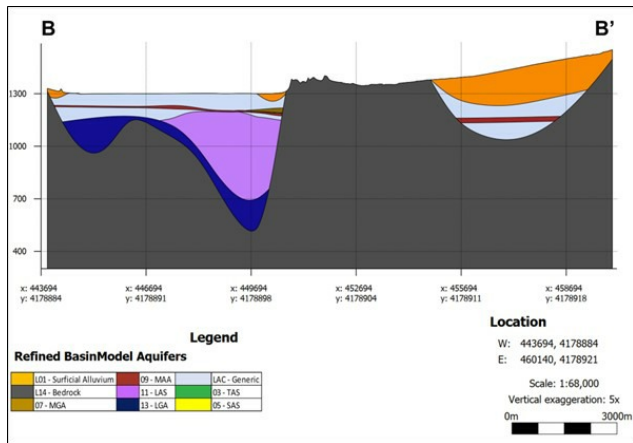 B B'
1300
1000
700
400
x: 443694 x: 446694 x: 449694 x: 452694 x: 455694 x: 458694
y: 4178884 y: 4178891 y: 4178898 y: 4178904 y: 4178911 y: 4178918
Legend
Refined BasinModel Aquifers
L01 - Surficial Alluvium 09 - MAA LAC - Generic
L14 - Bedrock 11 - LAS 03 - TAS
07 - MGA 13 - LGA 05 - SAS
Location
W: 443694, 4178884
E: 460140, 4178921
Scale: 1:68,000
Vertical exaggeration: 5x
0m 3000m